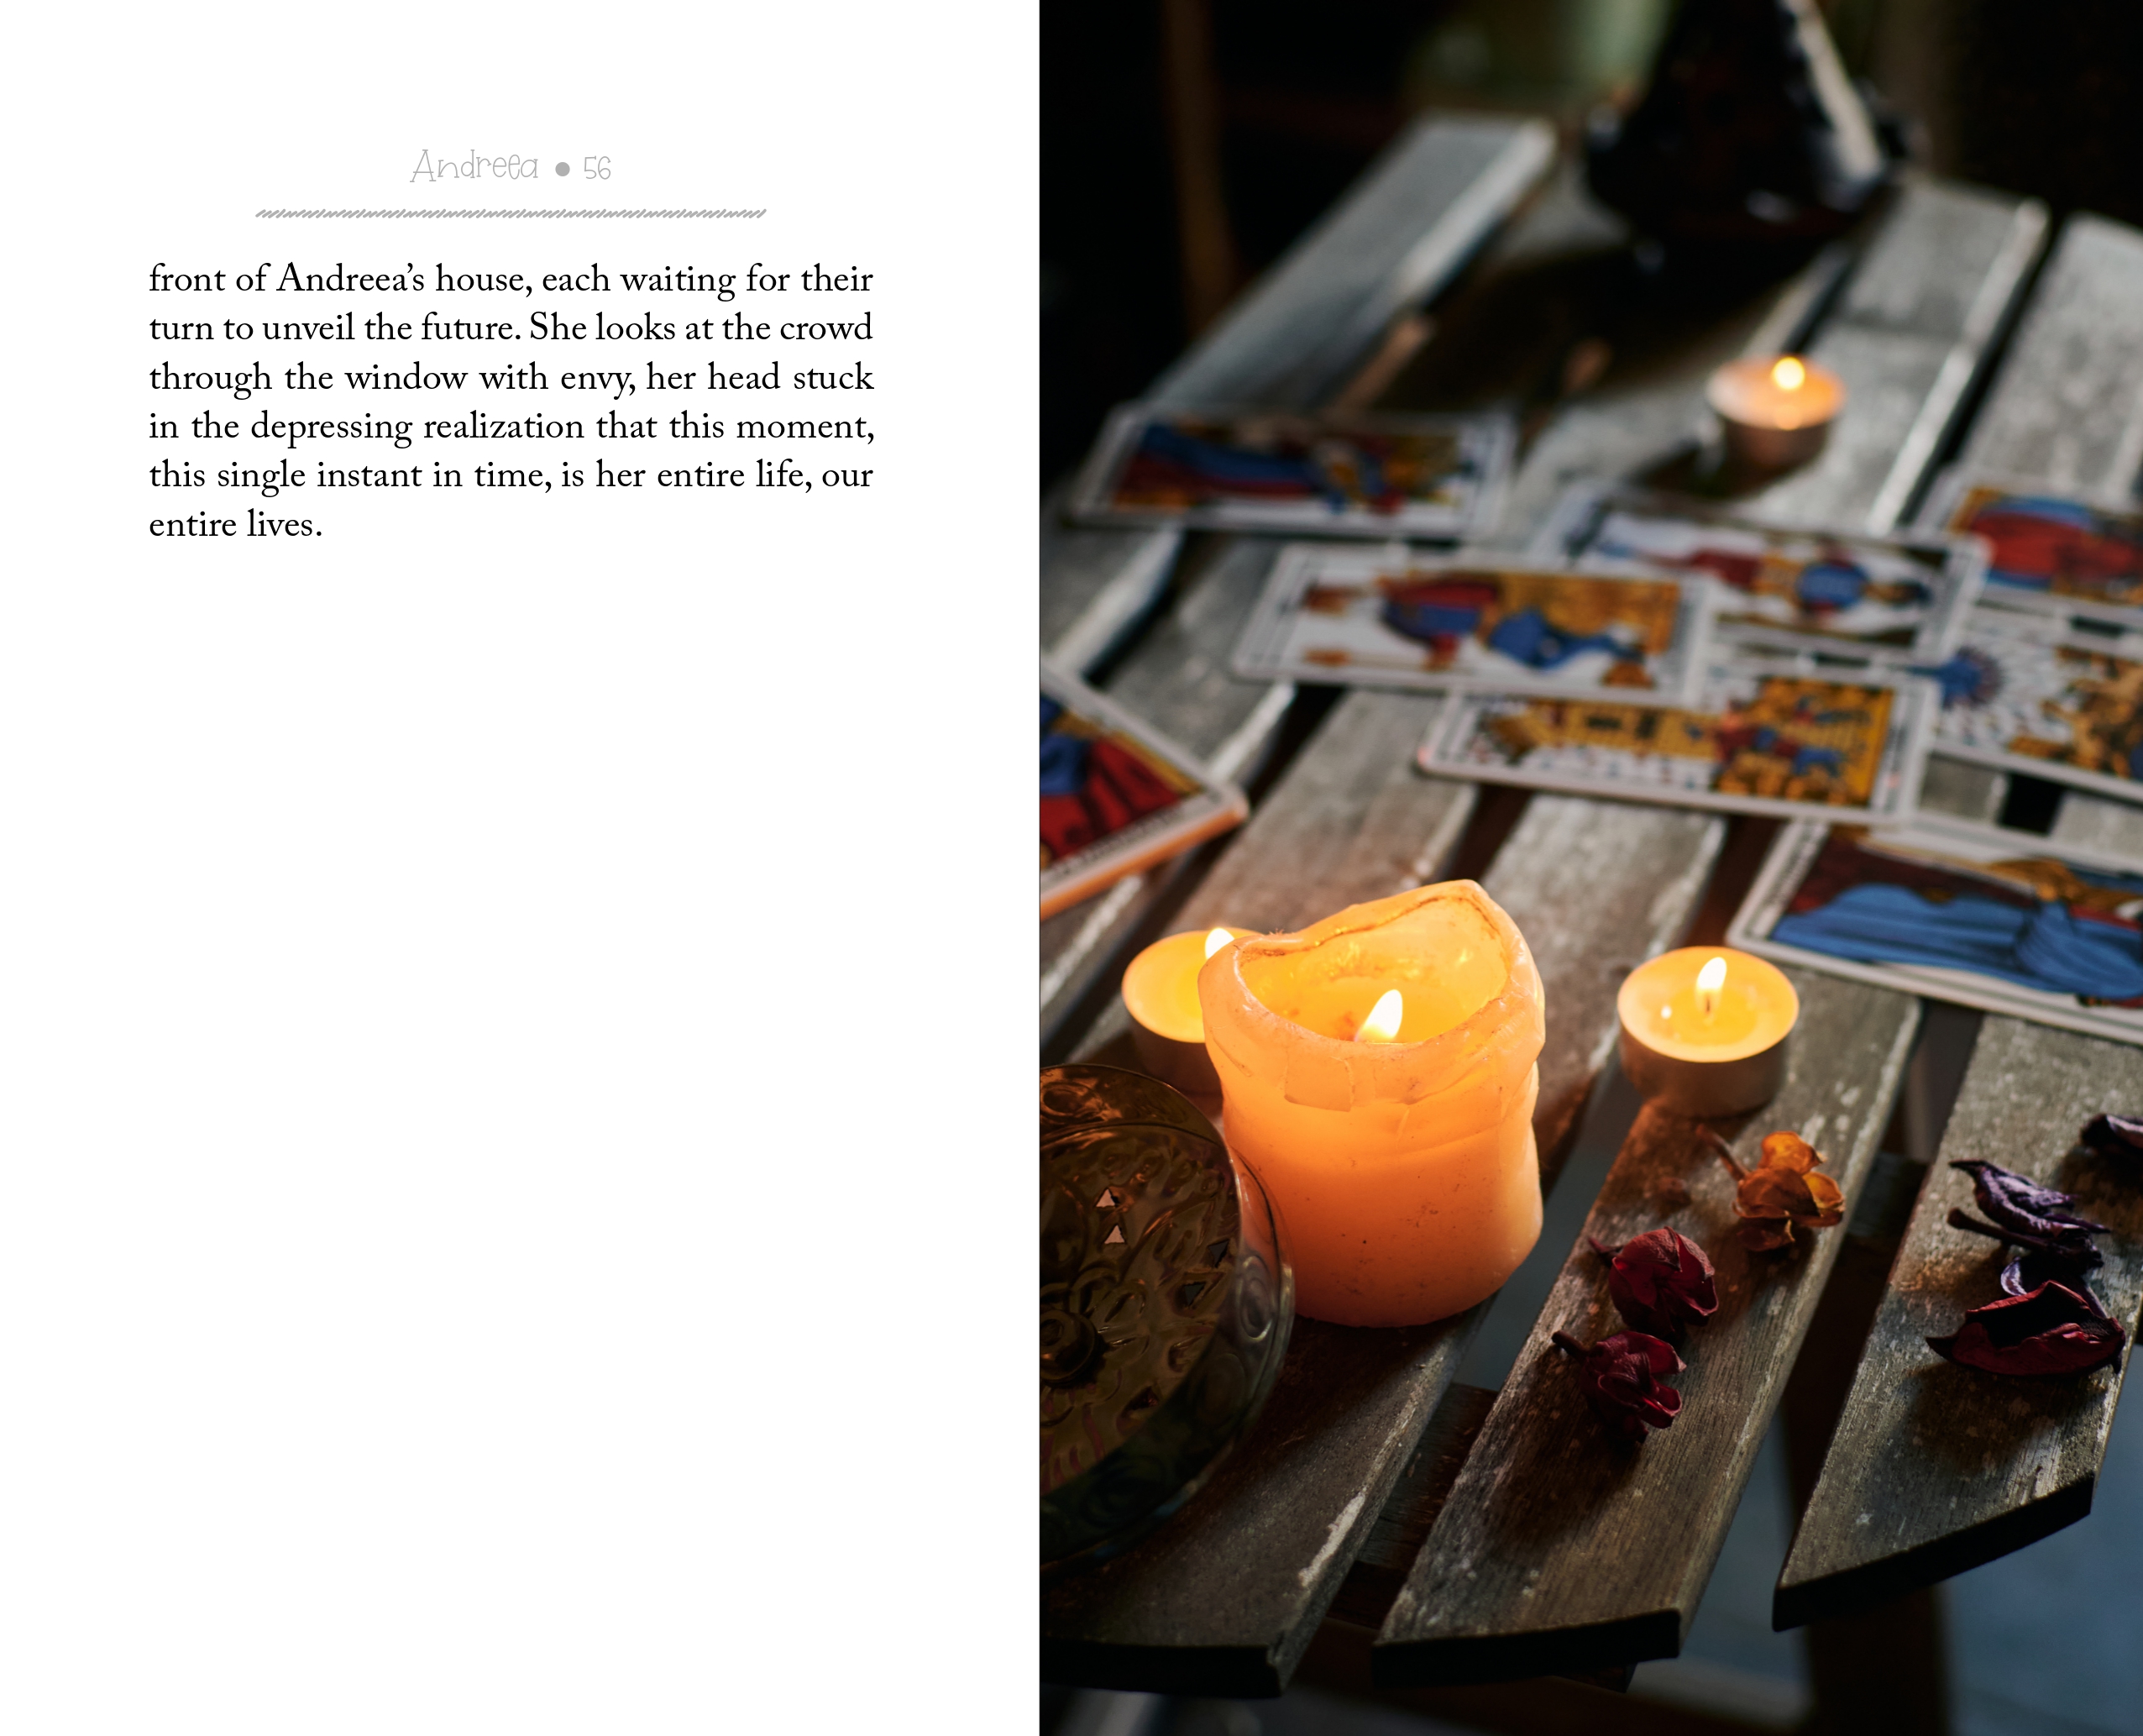 Andreea • 56
front of Andreea’s house, each waiting for their
turn to unveil the future. She looks at the crowd
through the window with envy, her head stuck
in the depressing realization that this moment,
this single instant in time, is her entire life, our
entire lives.